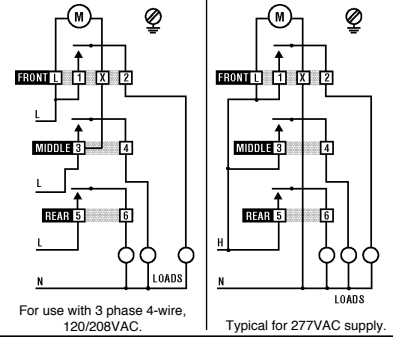 M
FRONT L 1 X 2
L
MIDDLE 3 4
L
REAR 5 6
L
N
LOADS
For use with 3 phase 4-wire,
120/208VAC.
M
FRONT L 1 X 2
MIDDLE 3 4
REAR 5 6
H
N
LOADS
Typical for 277VAC supply.